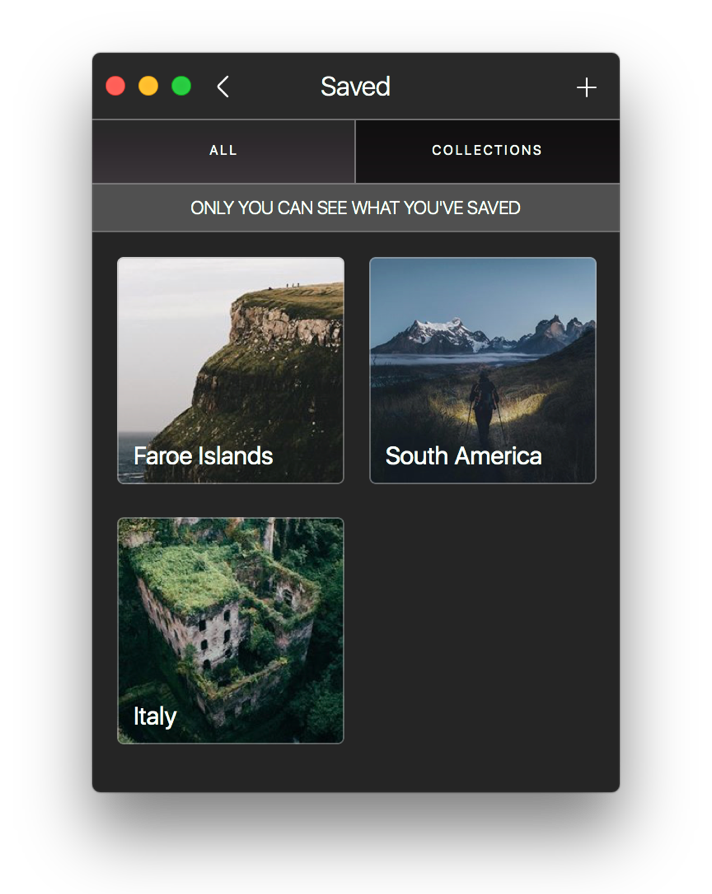 Saved
ALL
COLLECTIONS
ONLY YOU CAN SEE WHAT YOU'VE SAVED
Faroe Islands
South America
Italy